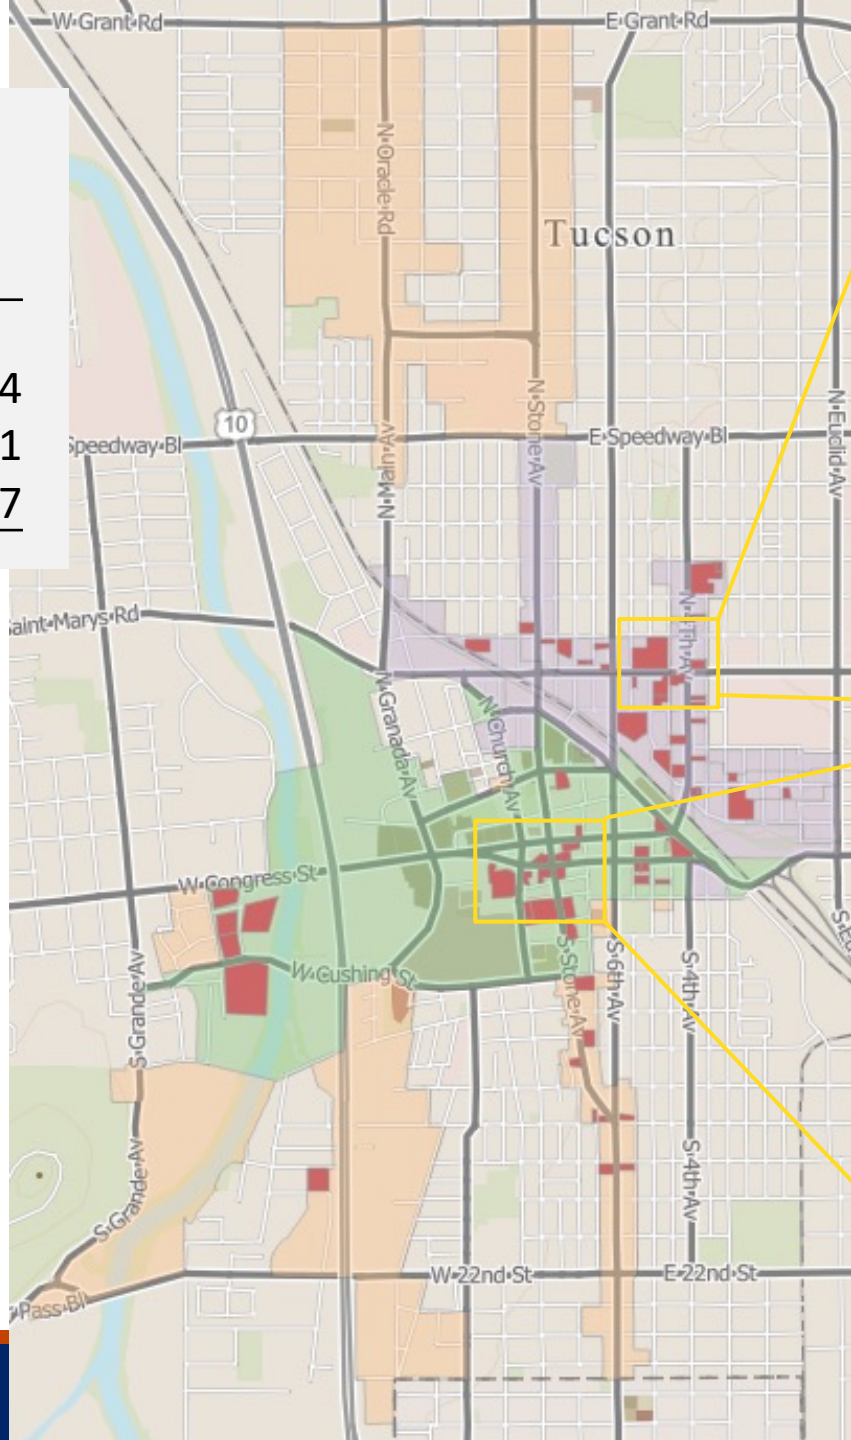 W Grant Rd
E Grant Rd
N Oracle Rd
Tucson
4
1
7
10
N Stone Av
N Euclid Av
Speedway Bl
E Speedway Bl
N Main Av
Saint Marys Rd
N 4Th Av
N Granada Av
N Church Av
W Congress St
W Cushing St
S Grande Av
S Stone Av
S 6th Av
S 4th Av
S Grande Av
S 4th Av
W 22nd St
E 22nd St
Pass Bl